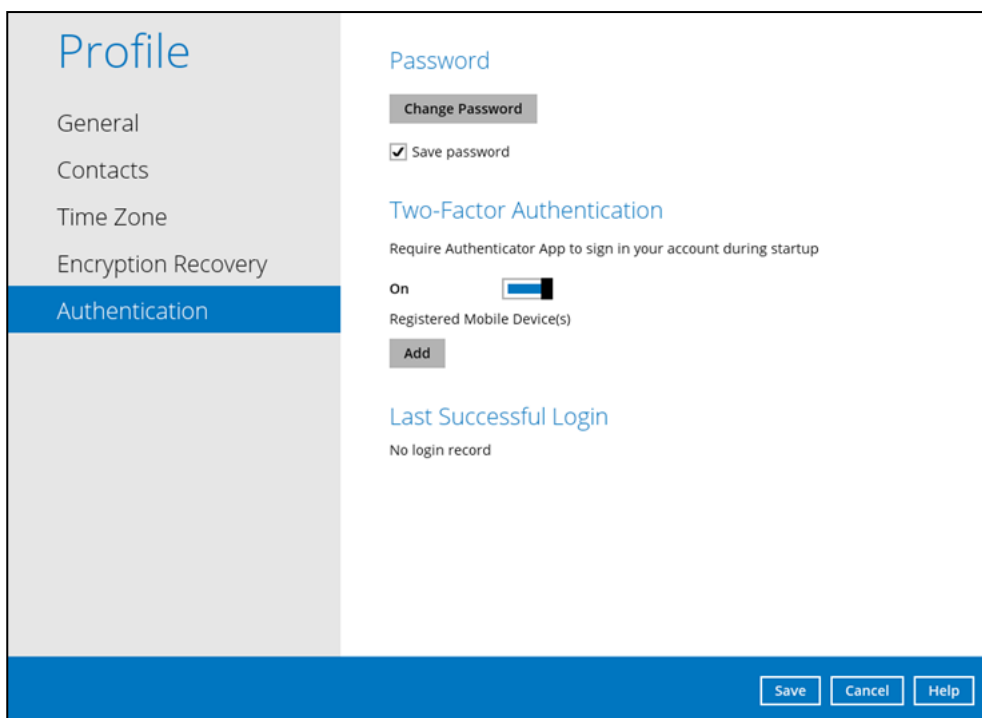 Profile
General
Contacts
Time Zone
Encryption Recovery
Authentication
Password
Change Password
Save password
Two-Factor Authentication
Require Authenticator App to sign in your account during startup
On
Registered Mobile Device(s)
Add
Last Successful Login
No login record
Save
Cancel
Help